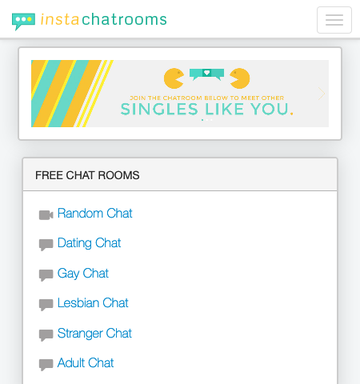 instachatrooms
JOIN THE CHATROOM BELOW TO MEET OTHER
SINGLES LIKE YOU.
FREE CHAT ROOMS
Random Chat
Dating Chat
Gay Chat
Lesbian Chat
Stranger Chat
Adult Chat